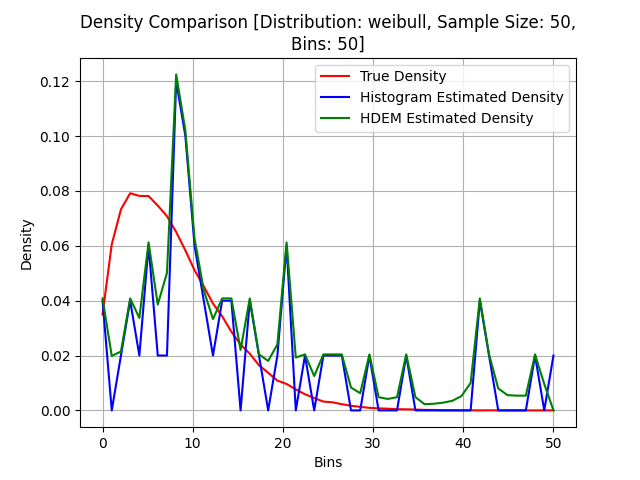 Density Comparison [Distribution: weibull, Sample Size: 50,
Bins: 50]
True Density
Histogram Estimated Density
HDEM Estimated Density
Density
0.12
0.10
0.08
0.06
0.04
0.02
0.00
0 10 20 30 40 50
Bins